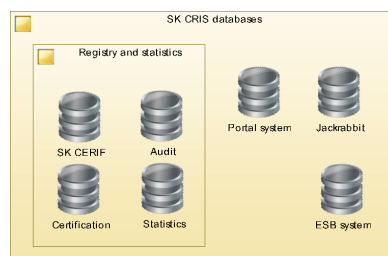 SK CRIS databases
Registry and statistics
SK CERIF
Audit
Portal system
Jackrabbit
Certification
Statistics
ESB system